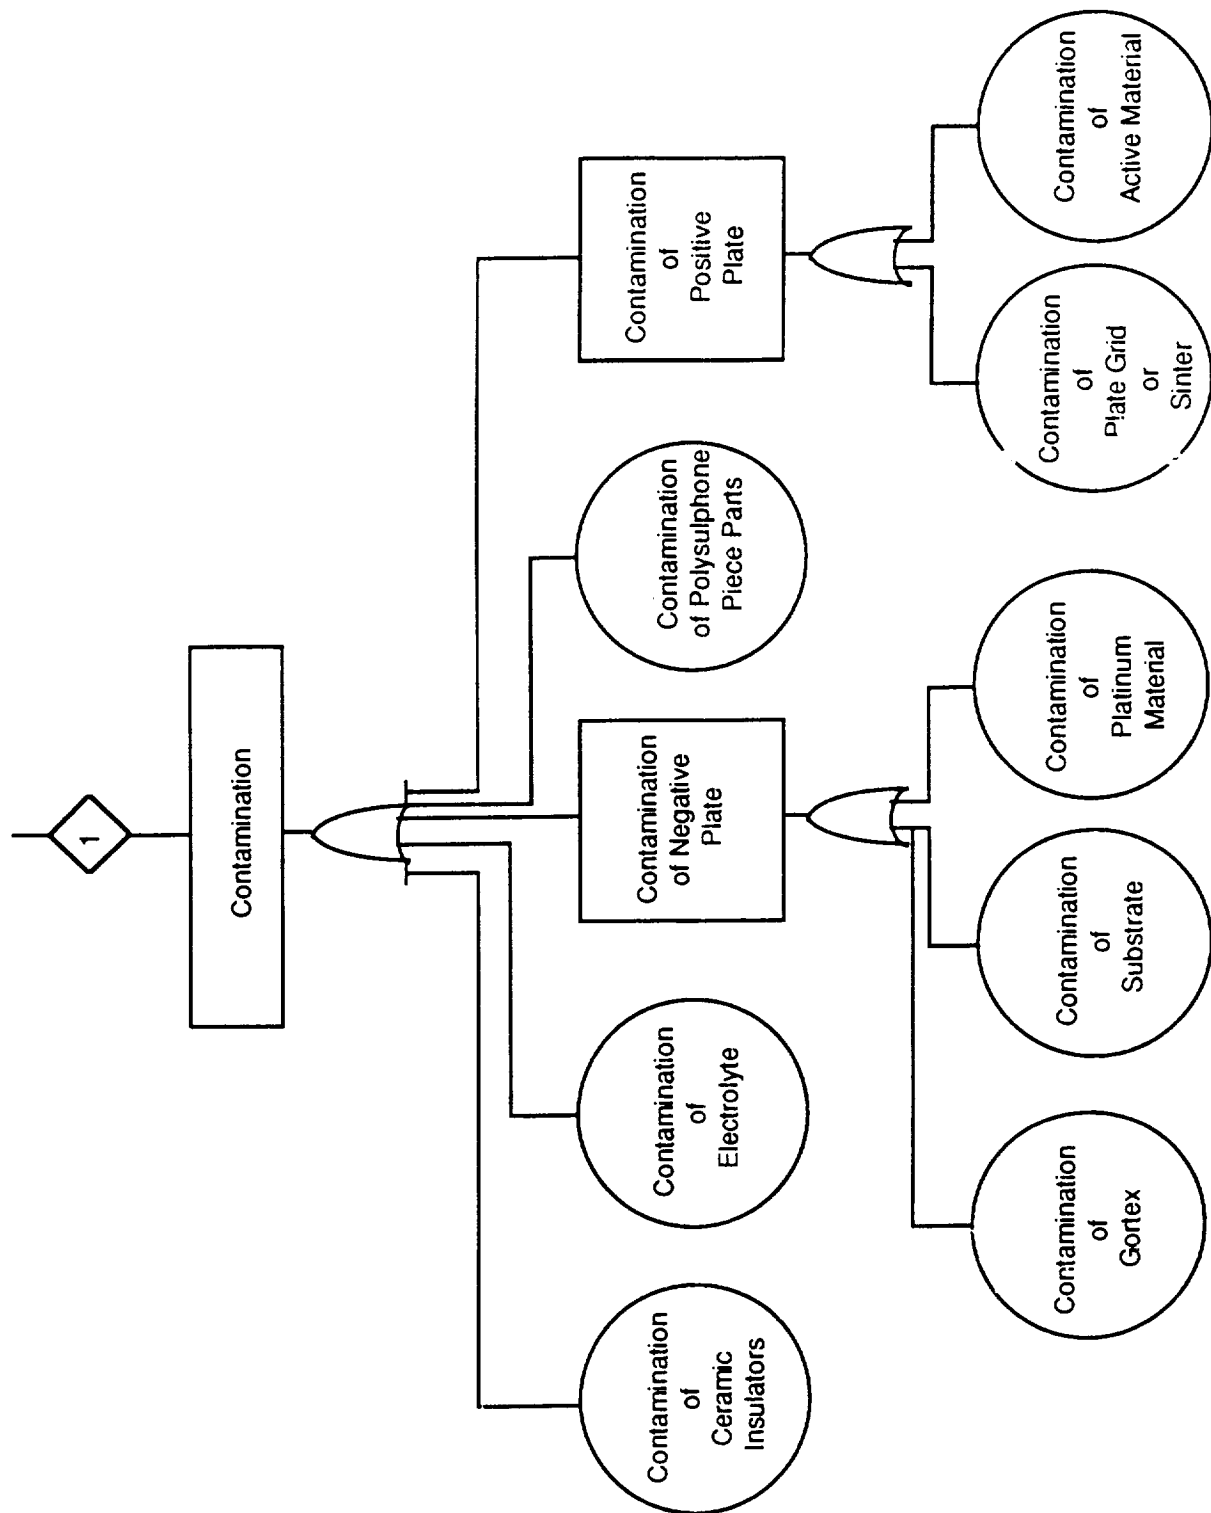 1
Contamination
Contamination
of
Ceramic
Insulators
Contamination
of
Electrolyte
Contamination
of Negative
Plate
Contamination
of Polysulphone
Piece Parts
Contamination
of
Positive
Plate
Contamination
of
Gortex
Contamination
of
Substrate
Contamination
of
Platinum
Material
Contamination
of
Plate Grid
or
Sinter
Contamination
of
Active Material